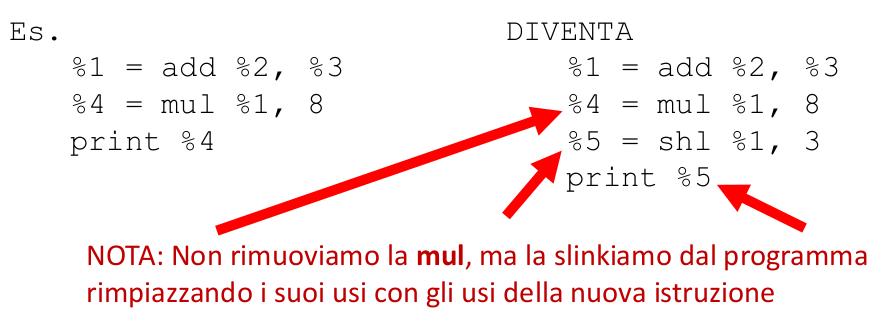 Es.
%1 = add %2, %3
%4 = mul %1, 8
print %4
DIVENTA
%1 = add %2, %3
%4 = mul %1, 8
%5 = shl %1, 3
print %5
NOTA: Non rimuoviamo la mul, ma la slinkiamo dal programma
rimpiazzando i suoi usi con gli usi della nuova istruzione